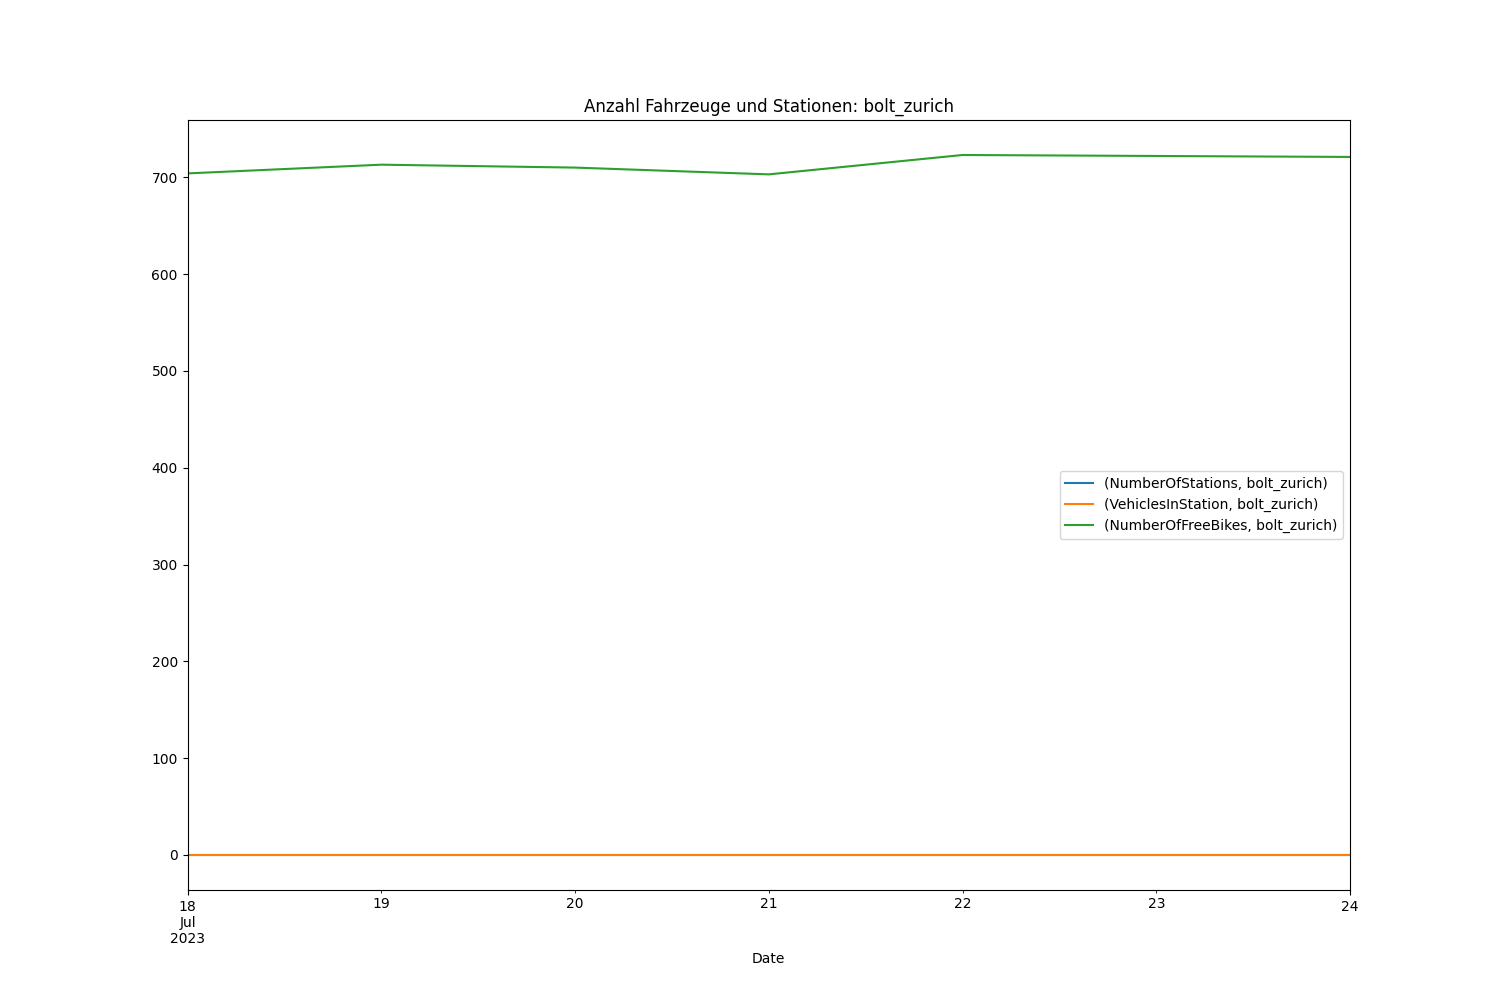 Anzahl Fahrzeuge und Stationen: bolt_zurich
700
600
500
400
300
200
100
0
(NumberOfStations, bolt_zurich)
(VehiclesInStation, bolt_zurich)
(NumberOfFreeBikes, bolt_zurich)
18 19 20 21 22 23 24
Jul
2023
Date